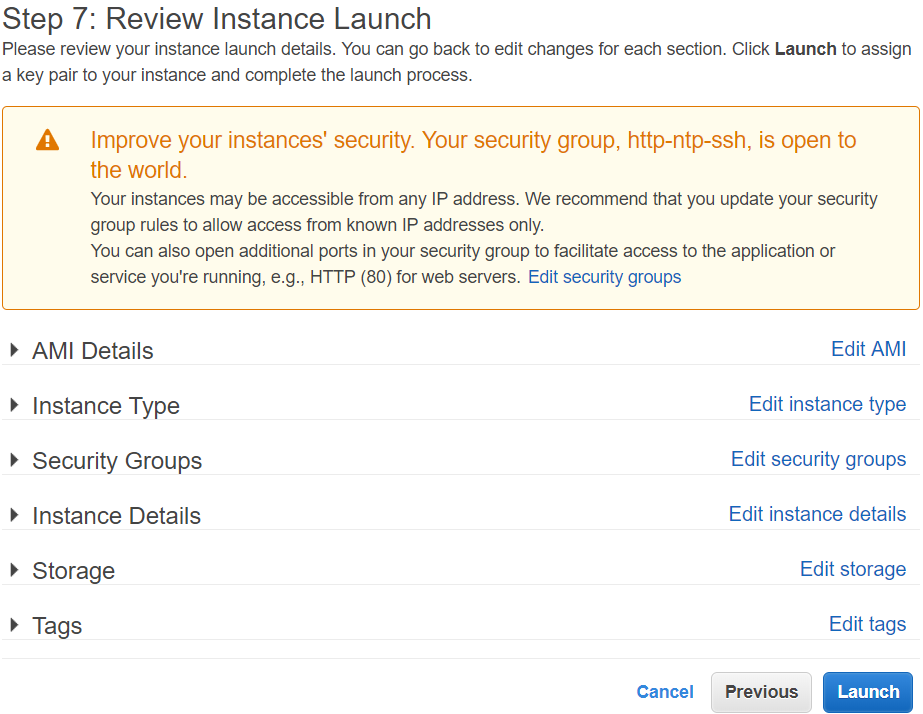 Step 7: Review Instance Launch
Please review your instance launch details. You can go back to edit changes for each section. Click Launch to assign
a key pair to your instance and complete the launch process.
Improve your instances' security. Your security group, http-ntp-ssh, is open to
the world.
Your instances may be accessible from any IP address. We recommend that you update your security
group rules to allow access from known IP addresses only.
You can also open additional ports in your security group to facilitate access to the application or
service you're running, e.g., HTTP (80) for web servers. Edit security groups
AMI Details Edit AMI
Instance Type Edit instance type
Security Groups Edit security groups
Instance Details Edit instance details
Storage Edit storage
Tags Edit tags
Cancel Previous Launch